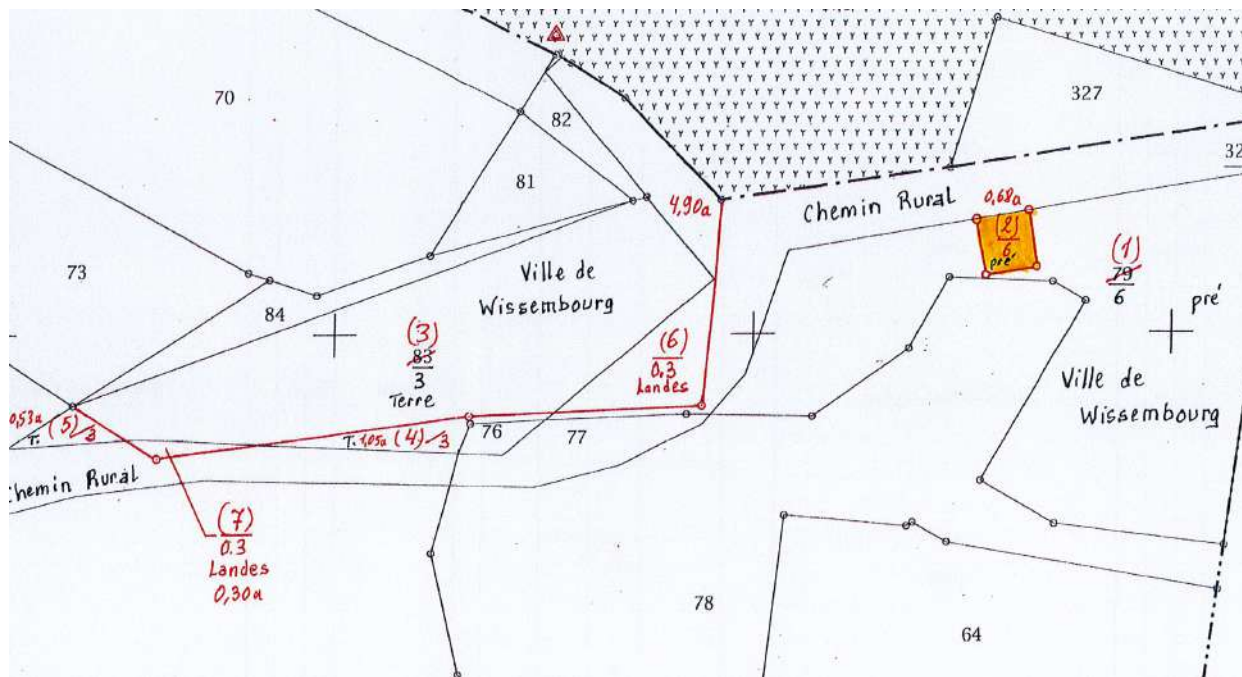 70
82
327
32
81
4,90a
Chemin Rural
0,68a
(2)
6
pré
(1)
79
6
pré
73
84
Ville de
Wissembourg
(3)
83
3
Terre
(6)
0.3
Landes
Ville de
Wissembourg
0,53a
T.
(5)/3
T. 1,05a (4)/3
76
77
Chemin Rural
(7)
0.3
Landes
0,30a
78
64